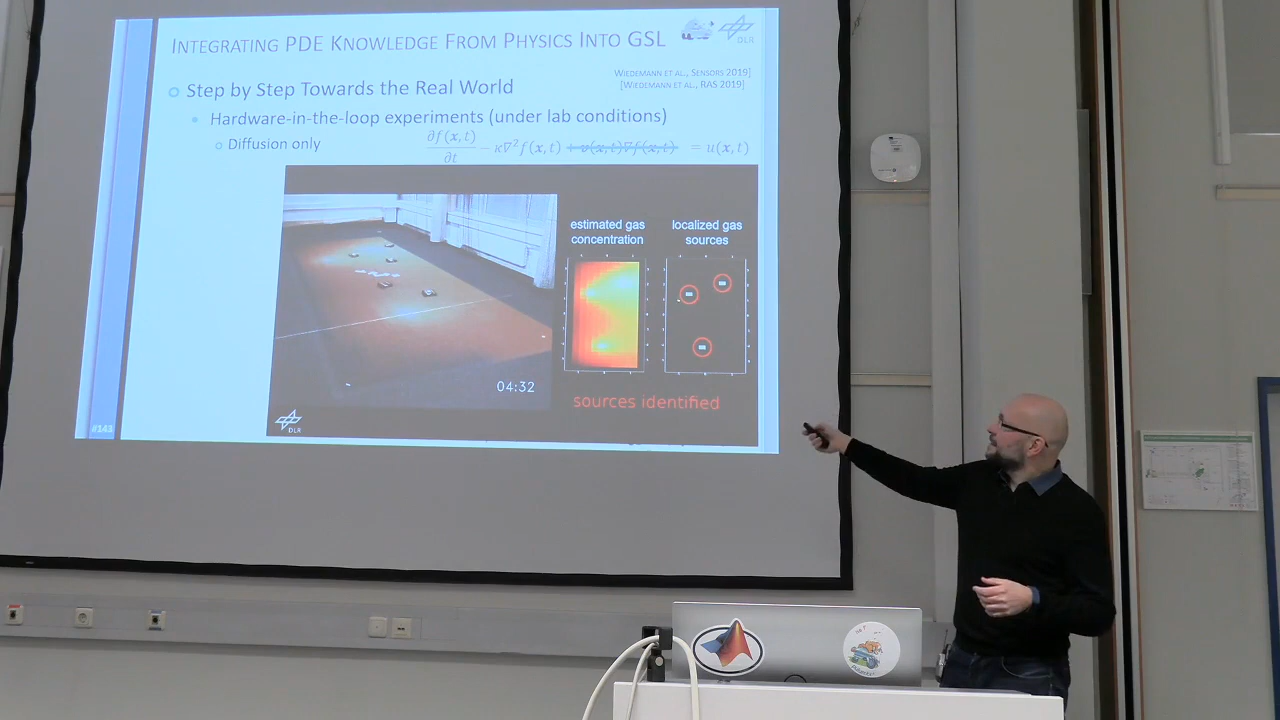 INTEGRATING PDE KNOWLEDGE FROM PHYSICS INTO GSL
DLR
WIEDEMANN ET AL., SENSORS 2019]
[WIEDEMANN ET AL., RAS 2019]
Step by Step Towards the Real World
Hardware-in-the-loop experiments (under lab conditions)
Diffusion only
∂f(x,t)/∂t − κ∇²f(x,t) + v(x,t)∇f(x,t) = u(x,t)
estimated gas
concentration
localized gas
sources
04:32
sources identified
DLR
#143